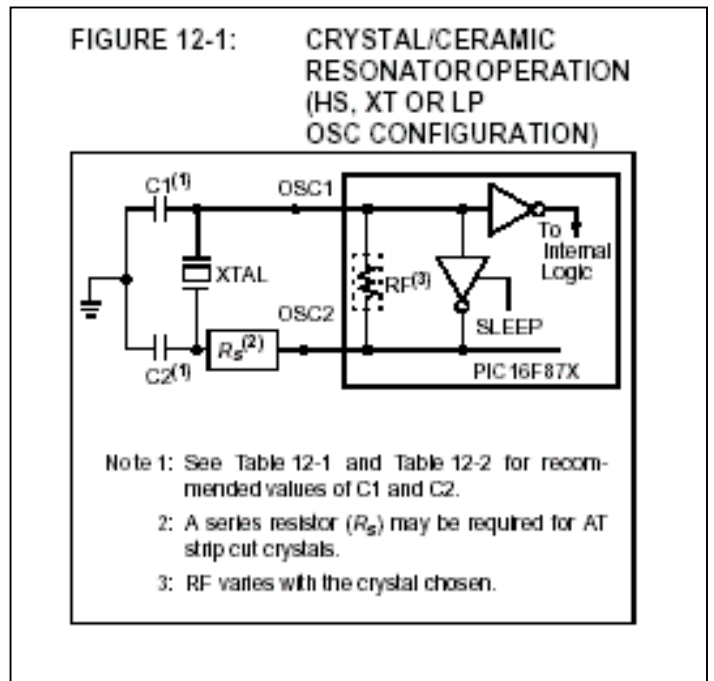 FIGURE 12-1: CRYSTAL/CERAMIC
RESONATOR OPERATION
(HS, XT OR LP
OSC CONFIGURATION)
C1(1)
OSC1
To
Internal
Logic
XTAL
RF(3)
OSC2
SLEEP
C2(1)
RS(2)
PIC16F87X
Note 1: See Table 12-1 and Table 12-2 for recom-
mended values of C1 and C2.
2: A series resistor (RS) may be required for AT
strip cut crystals.
3: RF varies with the crystal chosen.